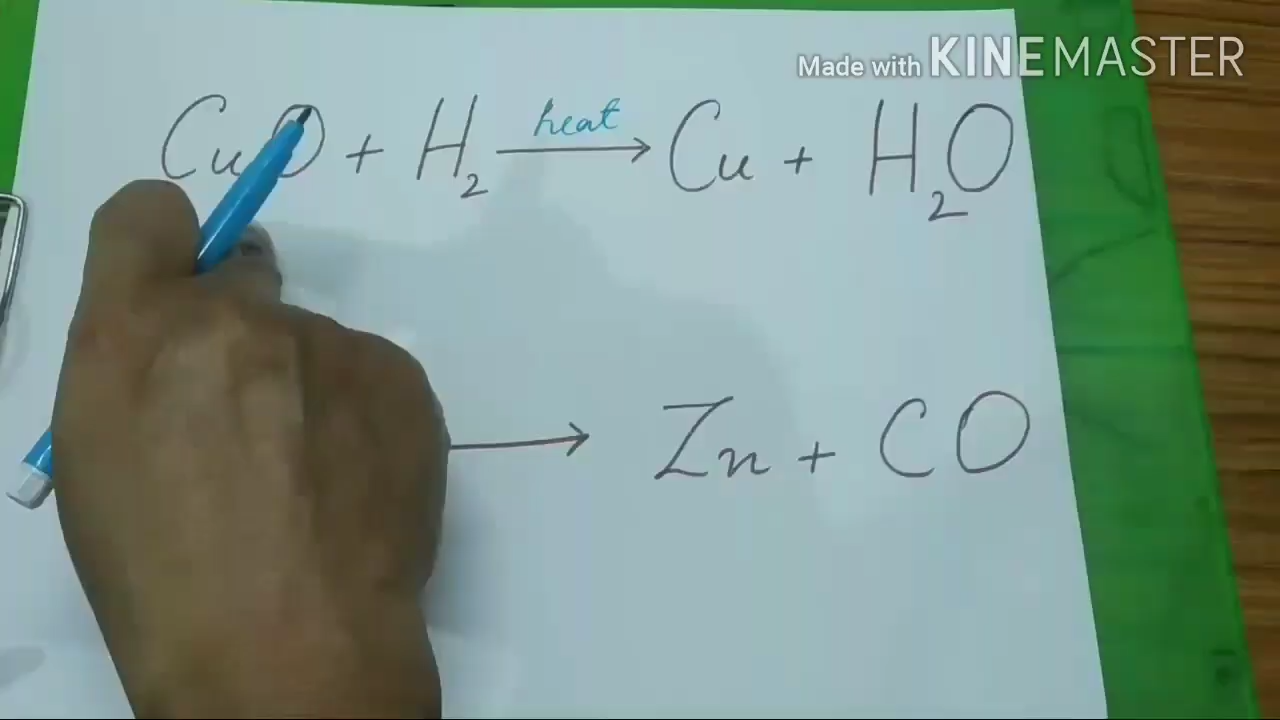 Made with KINEMASTER
heat
CuO + H₂ → Cu + H₂O
→ Zn + CO